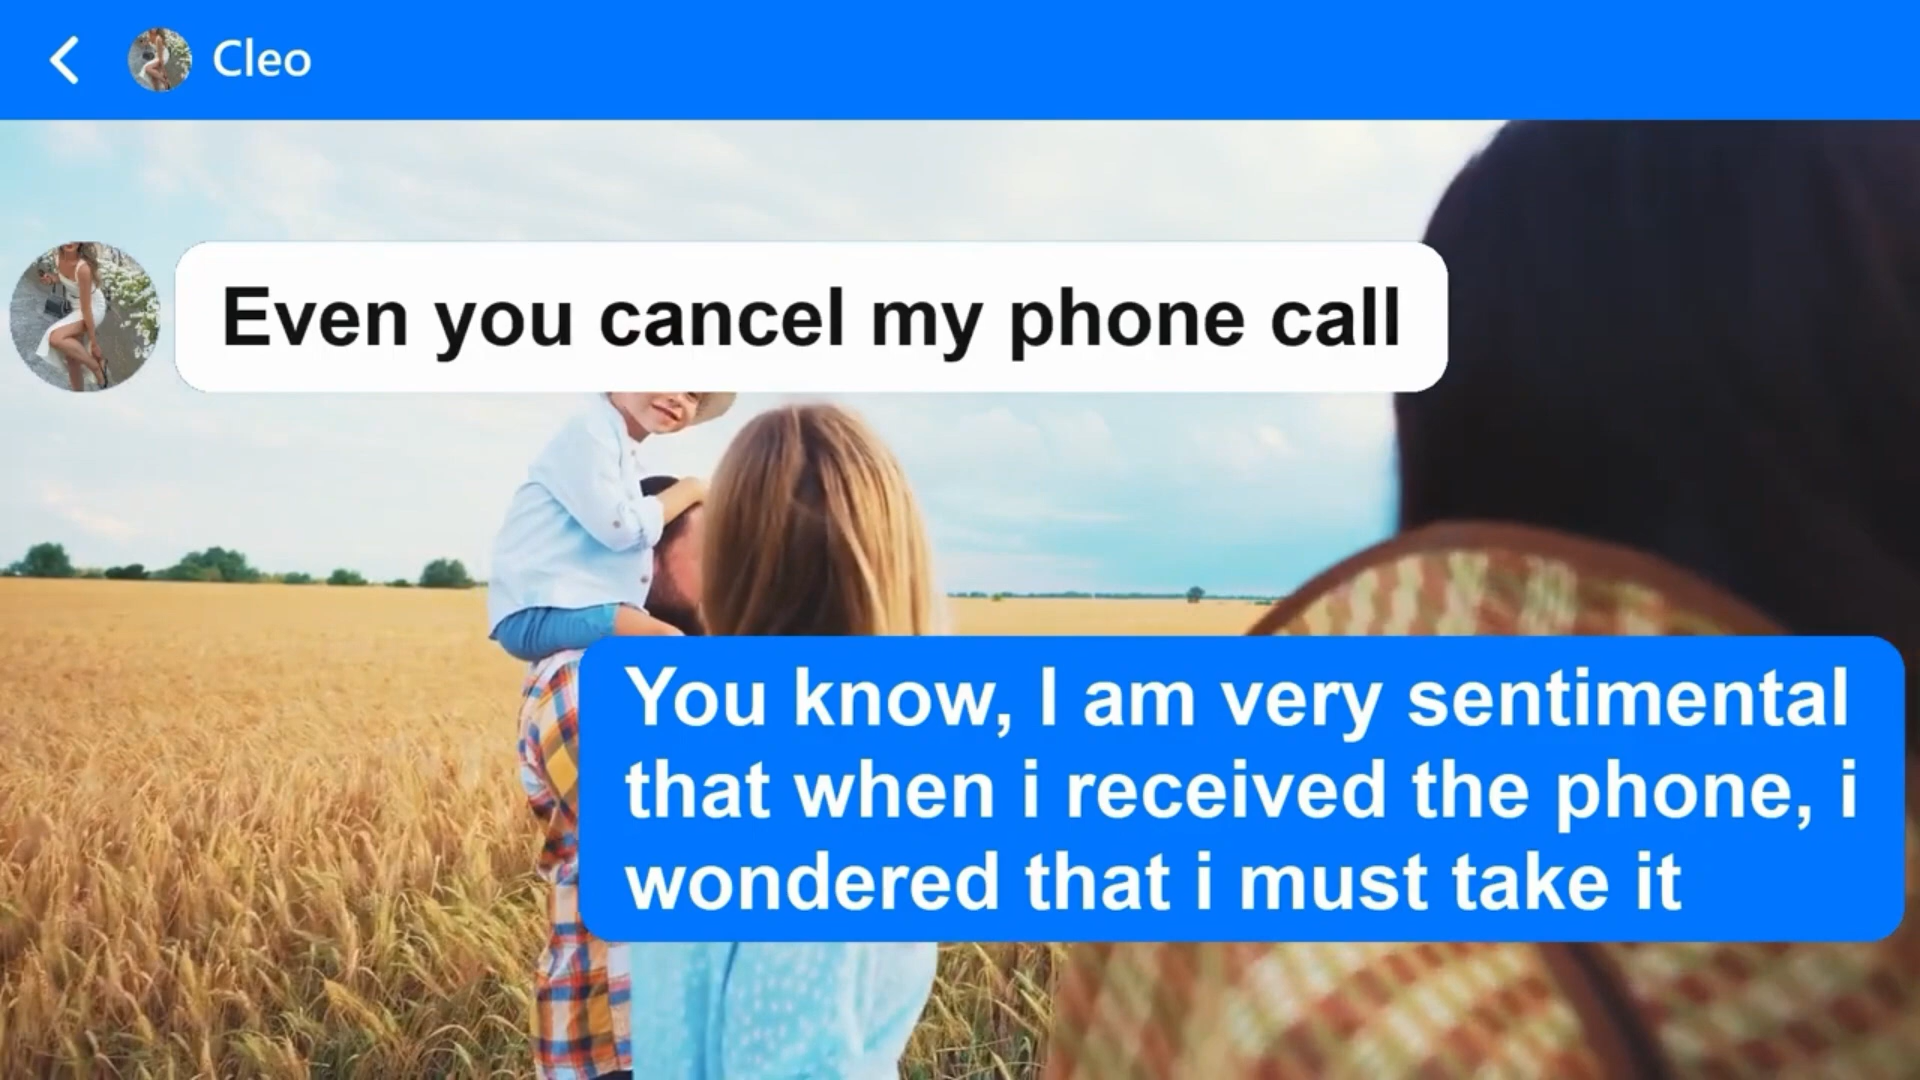 Cleo
Even you cancel my phone call
You know, I am very sentimental
that when i received the phone, i
wondered that i must take it